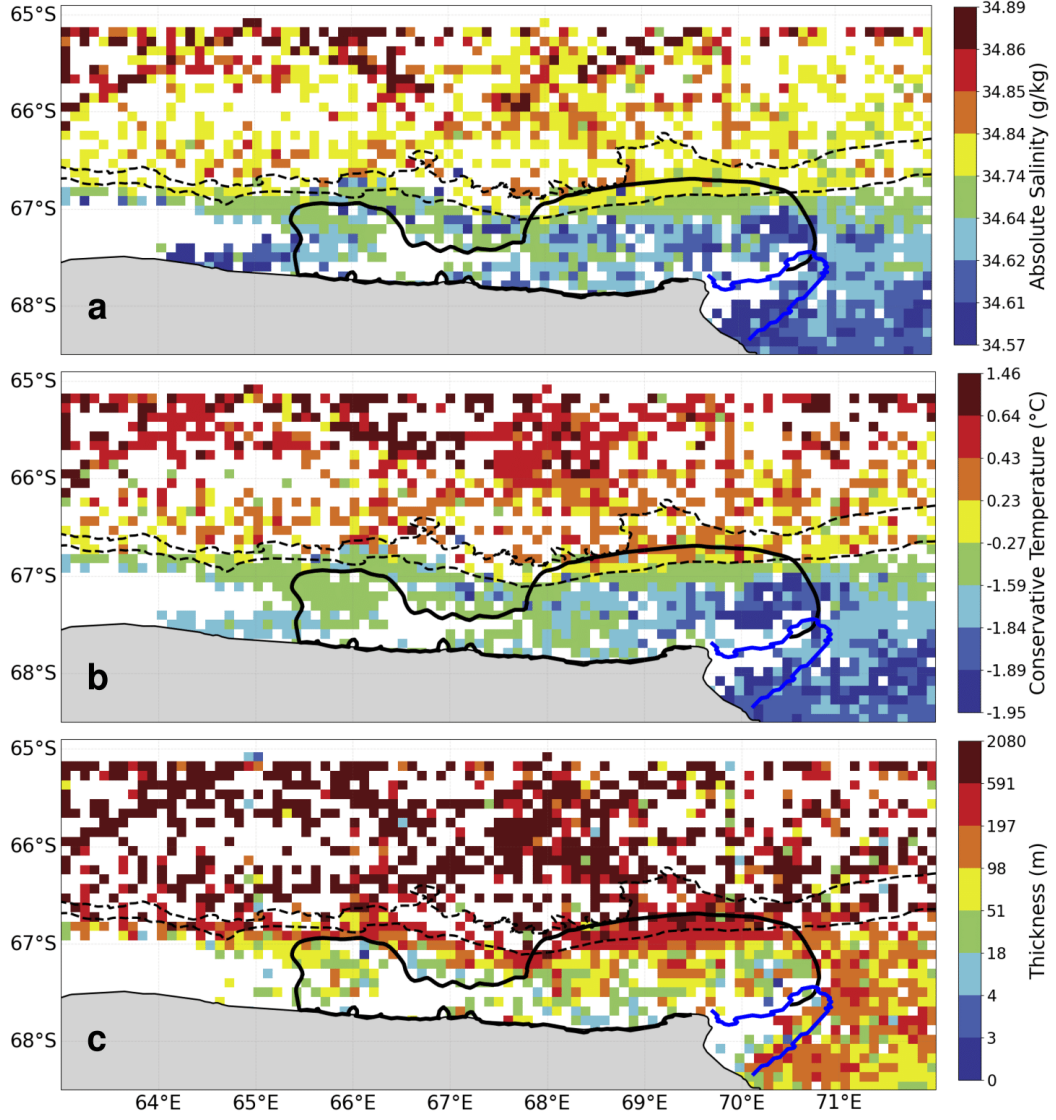 65°S
66°S
67°S
68°S
a
34.89
34.86
34.85
34.84
34.74
34.64
34.62
34.61
34.57
Absolute Salinity (g/kg)
65°S
66°S
67°S
68°S
b
1.46
0.64
0.43
0.23
-0.27
-1.59
-1.84
-1.89
-1.95
Conservative Temperature (°C)
65°S
66°S
67°S
68°S
c
2080
591
197
98
51
18
4
3
0
Thickness (m)
64°E
65°E
66°E
67°E
68°E
69°E
70°E
71°E